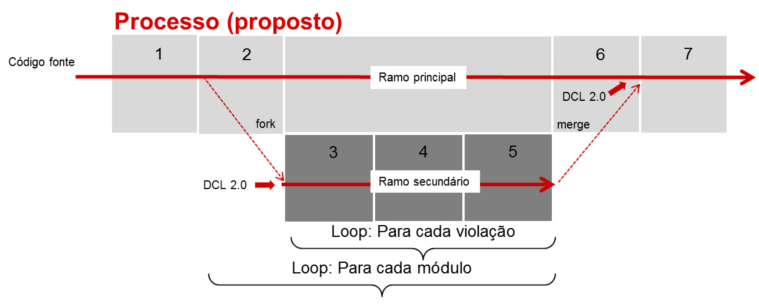 Processo (proposto)
1
2
6
7
Código fonte
Ramo principal
DCL 2.0
fork
merge
3
4
5
DCL 2.0
Ramo secundário
Loop: Para cada violação
Loop: Para cada módulo